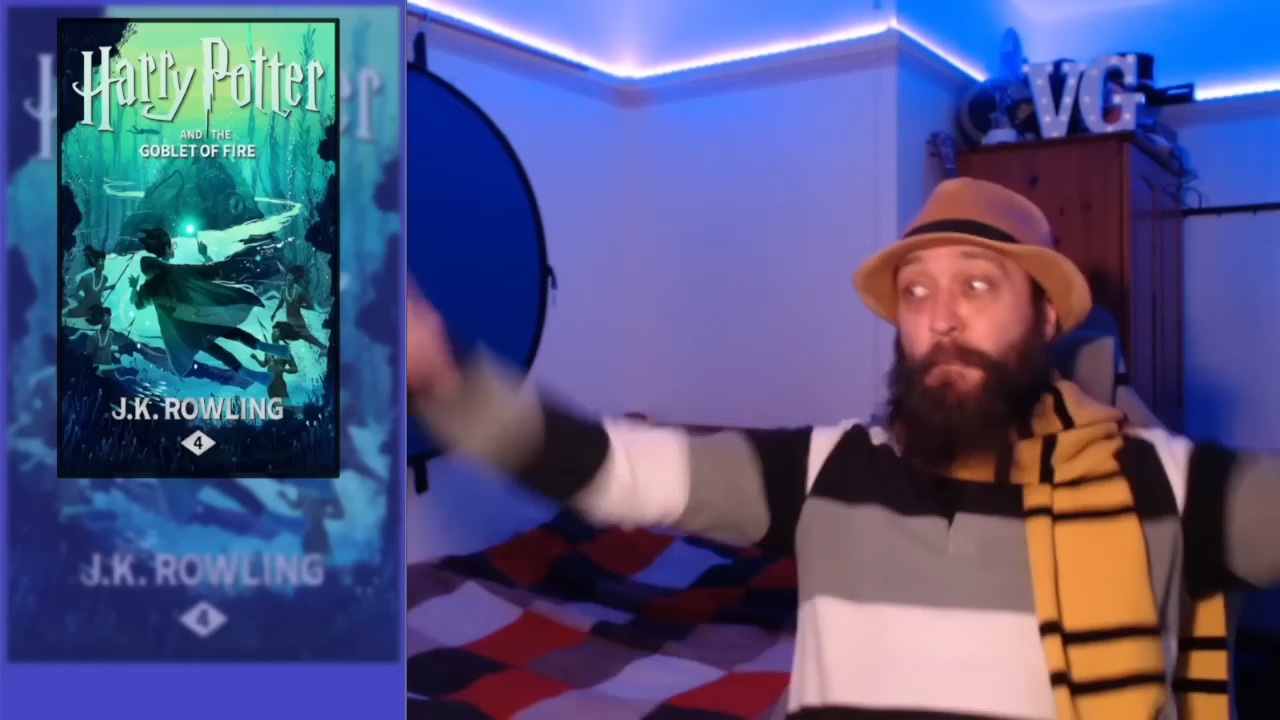 Harry Potter
AND THE
GOBLET OF FIRE
J.K. ROWLING
4
J.K. ROWLING
4
VG